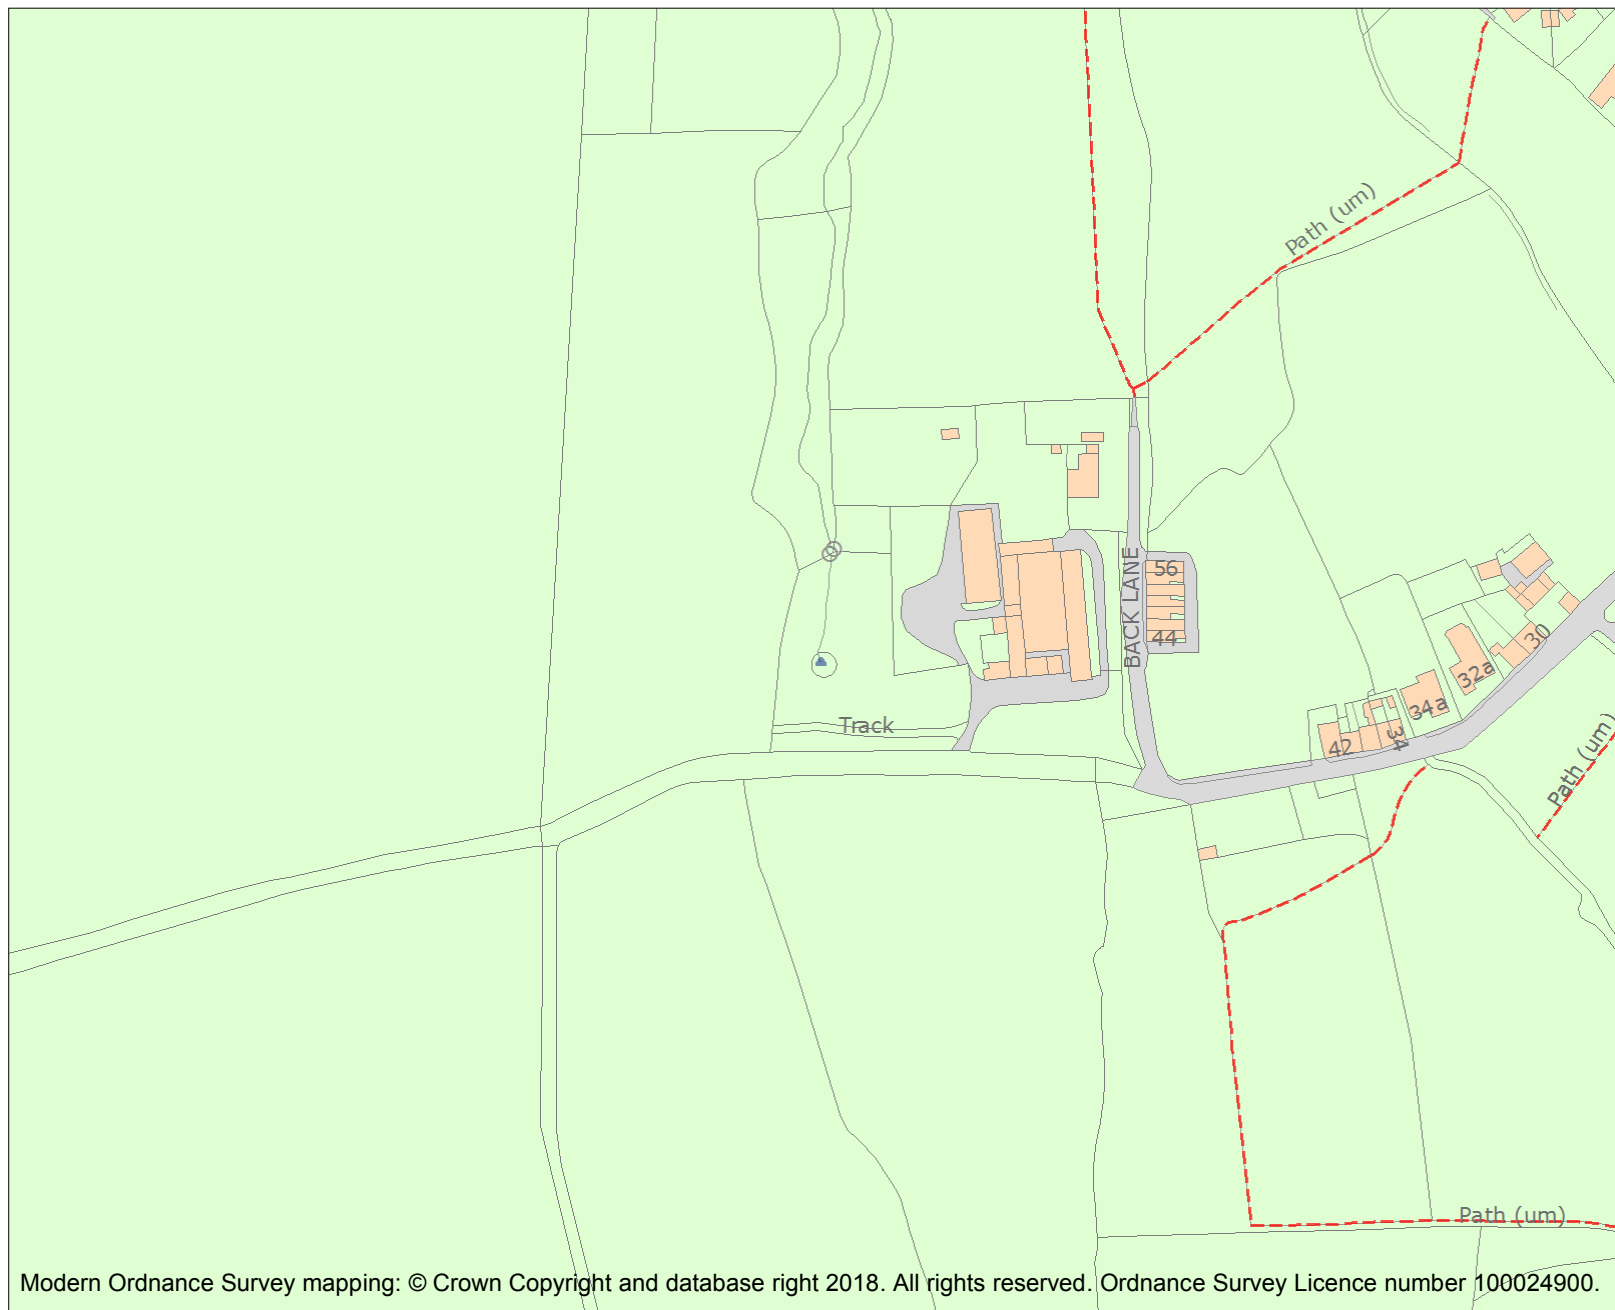 Path (um)
BACK LANE
56
44
30
32a
34a
34
42
Track
Path (um)
Path (um)
Modern Ordnance Survey mapping: © Crown Copyright and database right 2018. All rights reserved. Ordnance Survey Licence number 100024900.